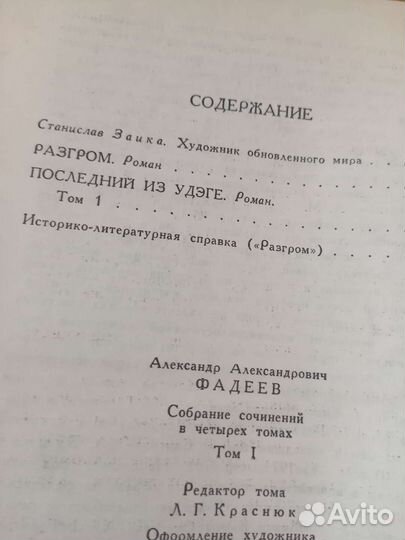 СОДЕРЖАНИЕ
Станислав Заика. Художник обновленного мира . .
РАЗГРОМ. Роман . . . . . . . . . . . . .
ПОСЛЕДНИЙ ИЗ УДЭГЕ. Роман.
Том 1 . . . . . . . . . . . . . . .
Историко-литературная справка («Разгром») . . . .
Александр Александрович
ФАДЕЕВ
Собрание сочинений
в четырех томах
Том I
Редактор тома
Л. Г. Краснюк
Оформление художника
Avito